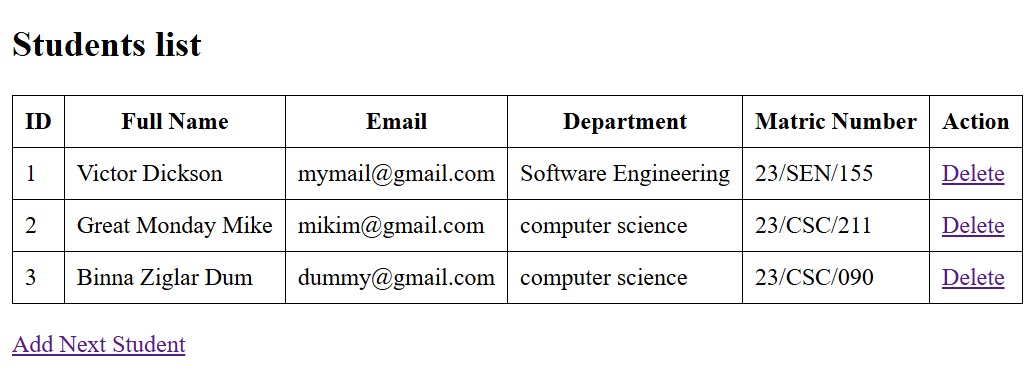 Students list
ID Full Name Email Department Matric Number Action
1 Victor Dickson mymail@gmail.com Software Engineering 23/SEN/155 Delete
2 Great Monday Mike mikim@gmail.com computer science 23/CSC/211 Delete
3 Binna Ziglar Dum dummy@gmail.com computer science 23/CSC/090 Delete
Add Next Student